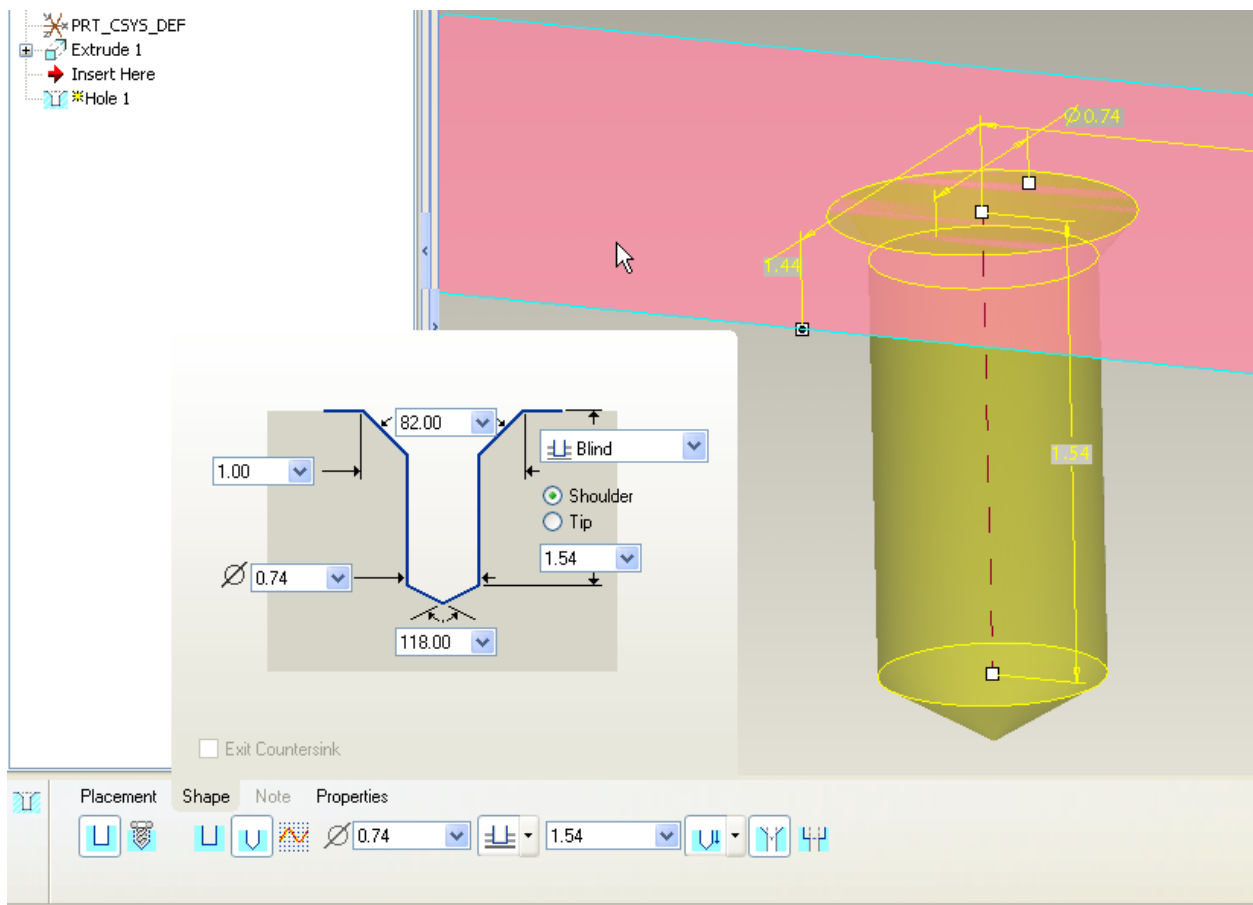 PRT_CSYS_DEF
Extrude 1
Insert Here
Hole 1
Ø0.74
1.44
1.54
82.00
Blind
1.00
Shoulder
Tip
1.54
Ø 0.74
118.00
Exit Countersink
Placement Shape Note Properties
Ø 0.74 1.54